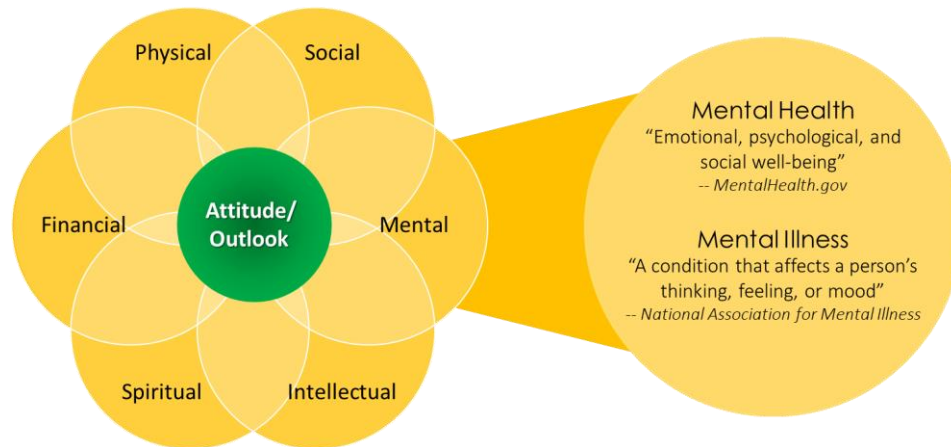 Physical
Social
Financial
Attitude/
Outlook
Mental
Spiritual
Intellectual
Mental Health
“Emotional, psychological, and
social well-being”
-- MentalHealth.gov
Mental Illness
“A condition that affects a person’s
thinking, feeling, or mood”
-- National Association for Mental Illness